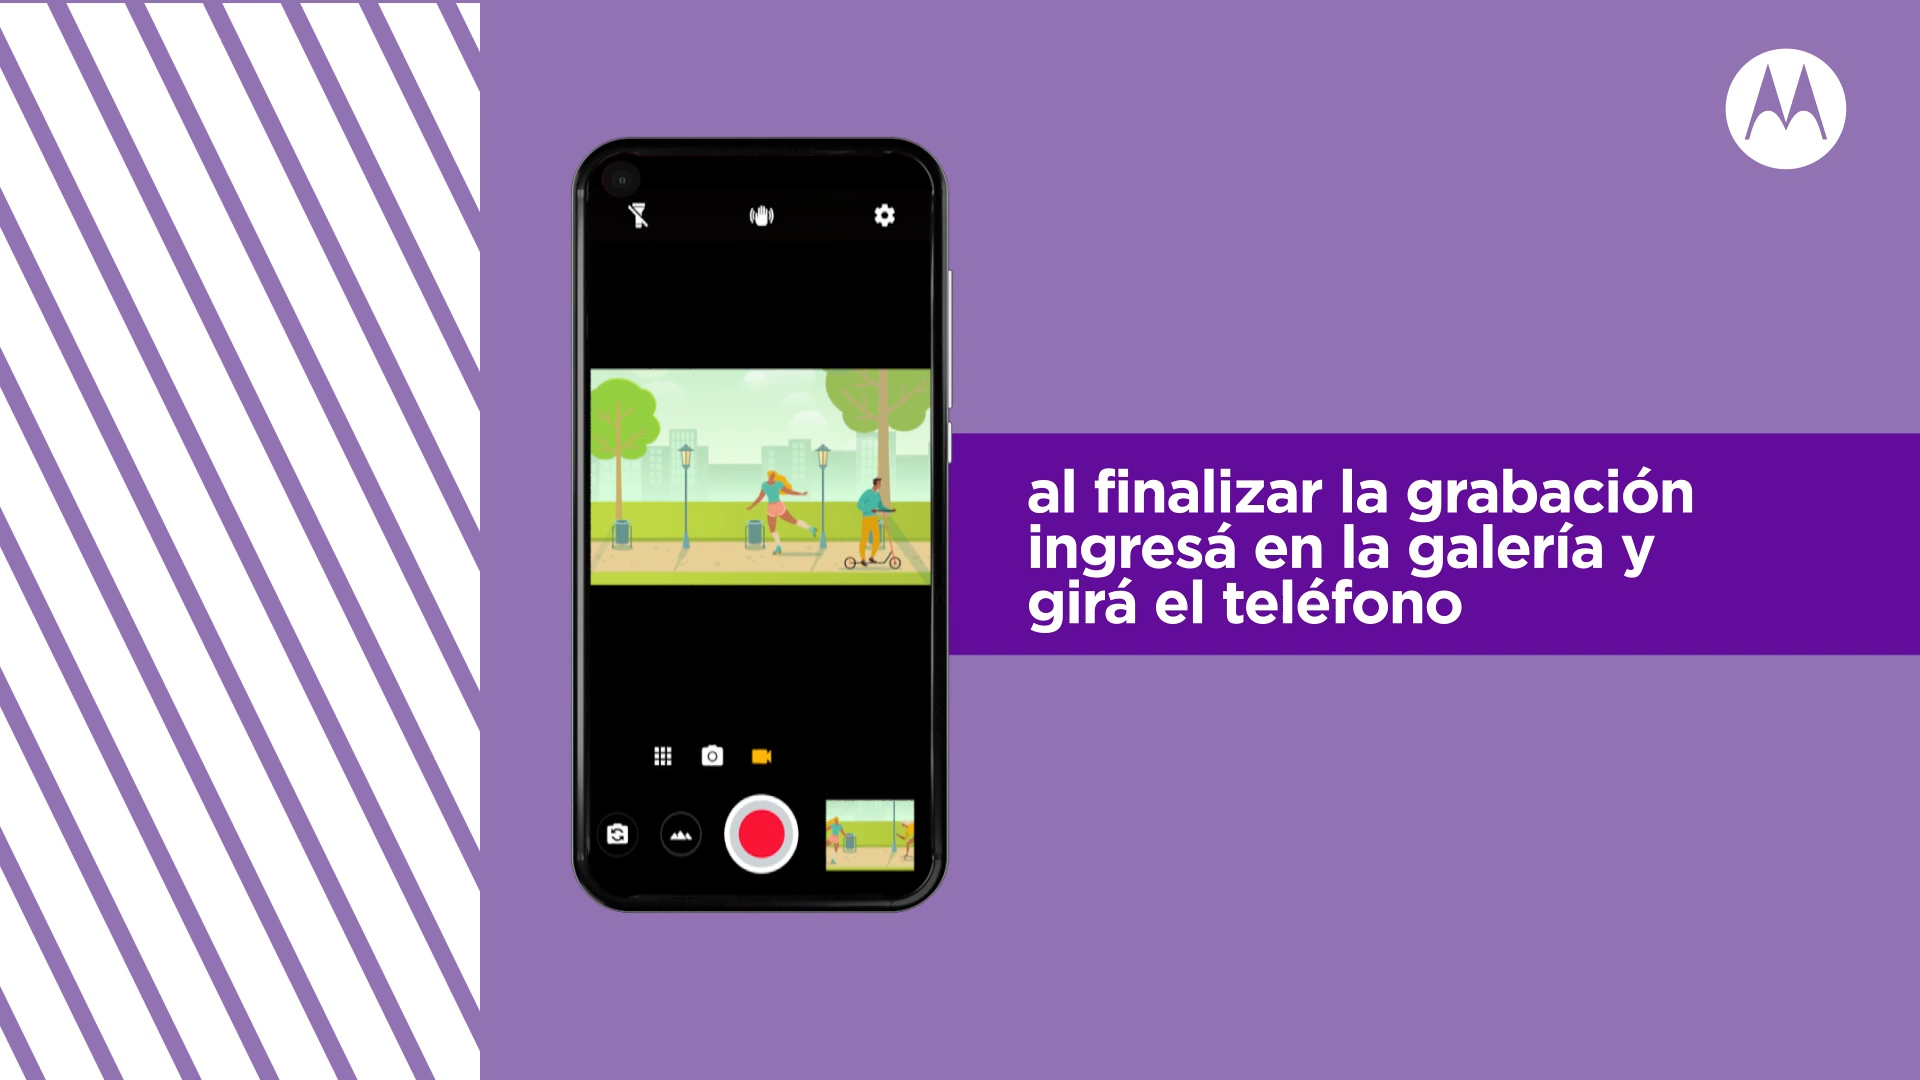 al finalizar la grabación
ingresá en la galería y
girá el teléfono